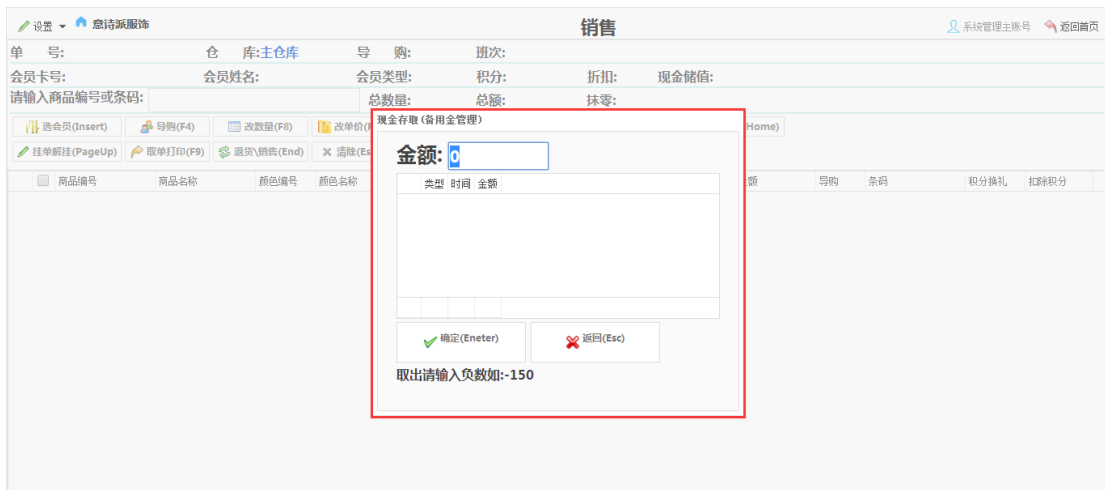 设置 意诗派服饰 销售 系统管理主账号 返回首页
单 号: 仓 库:主仓库 导 购: 班次:
会员卡号: 会员姓名: 会员类型: 积分: 折扣: 现金储值:
请输入商品编号或条码: 总数量: 总额: 抹零:
选会员(Insert) 导购(F4) 改数量(F8) 改单价(F Home)
挂单解挂(PageUp) 取单打印(F9) 退货\销售(End) 清除(Es
商品编号 商品名称 颜色编号 颜色名称 金额 导购 条码 积分换礼 扣除积分
现金存取(备用金管理)
金额: 0
类型 时间 金额
确定(Eneter) 返回(Esc)
取出请输入负数如:-150